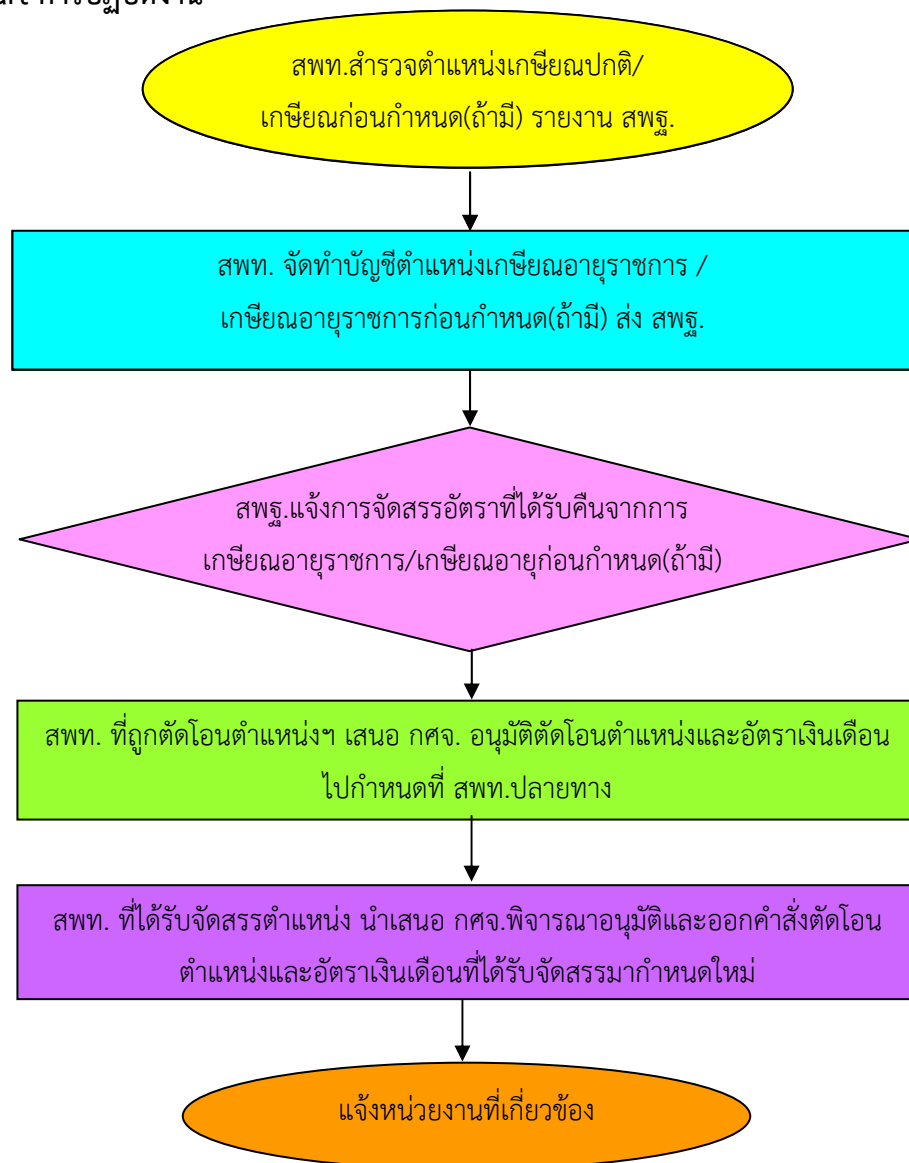 สพท.สำรวจตำแหน่งเกษียณปกติ/
เกษียณก่อนกำหนด(ถ้ามี) รายงาน สพฐ.
สพท. จัดทำบัญชีตำแหน่งเกษียณอายุราชการ /
เกษียณอายุราชการก่อนกำหนด(ถ้ามี) ส่ง สพฐ.
สพฐ.แจ้งการจัดสรรอัตราที่ได้รับคืนจากการ
เกษียณอายุราชการ/เกษียณอายุก่อนกำหนด(ถ้ามี)
สพท. ที่ถูกตัดโอนตำแหน่งฯ เสนอ กศจ. อนุมัติตัดโอนตำแหน่งและอัตราเงินเดือน
ไปกำหนดที่ สพท.ปลายทาง
สพท. ที่ได้รับจัดสรรตำแหน่ง นำเสนอ กศจ.พิจารณาอนุมัติและออกคำสั่งตัดโอน
ตำแหน่งและอัตราเงินเดือนที่ได้รับจัดสรรมากำหนดใหม่
แจ้งหน่วยงานที่เกี่ยวข้อง